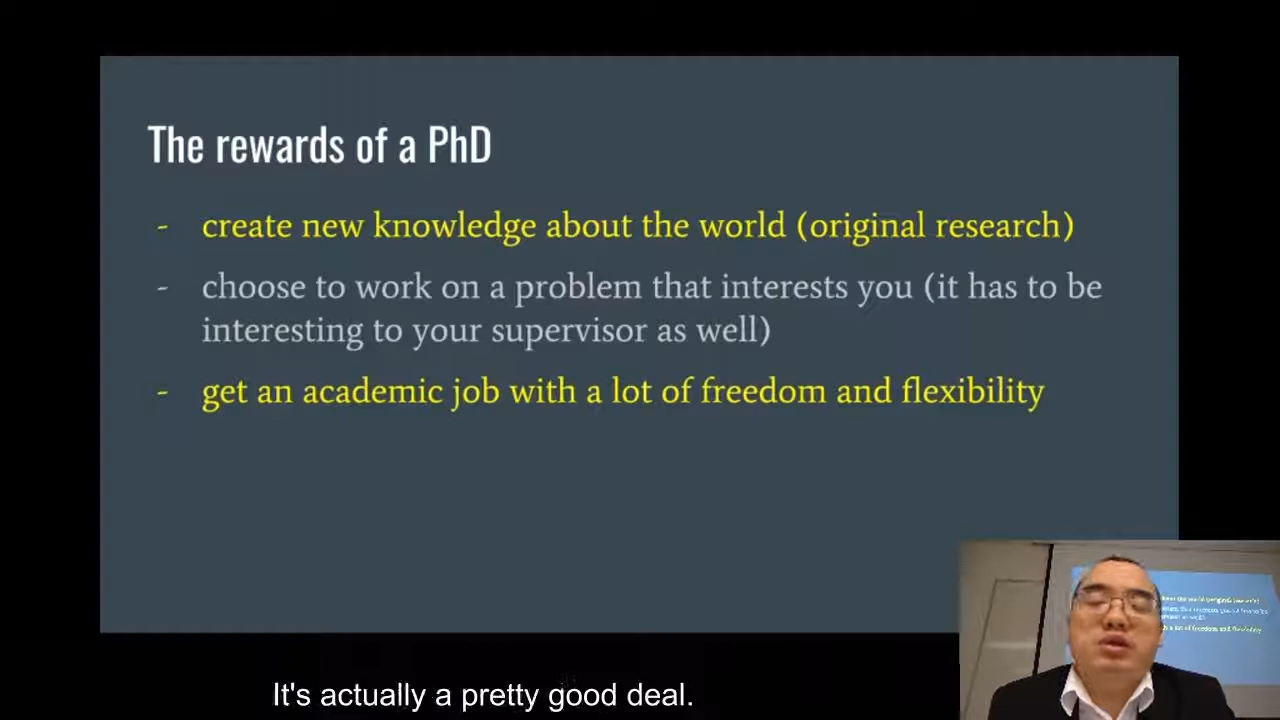 The rewards of a PhD
- create new knowledge about the world (original research)
- choose to work on a problem that interests you (it has to be
interesting to your supervisor as well)
- get an academic job with a lot of freedom and flexibility
It's actually a pretty good deal.